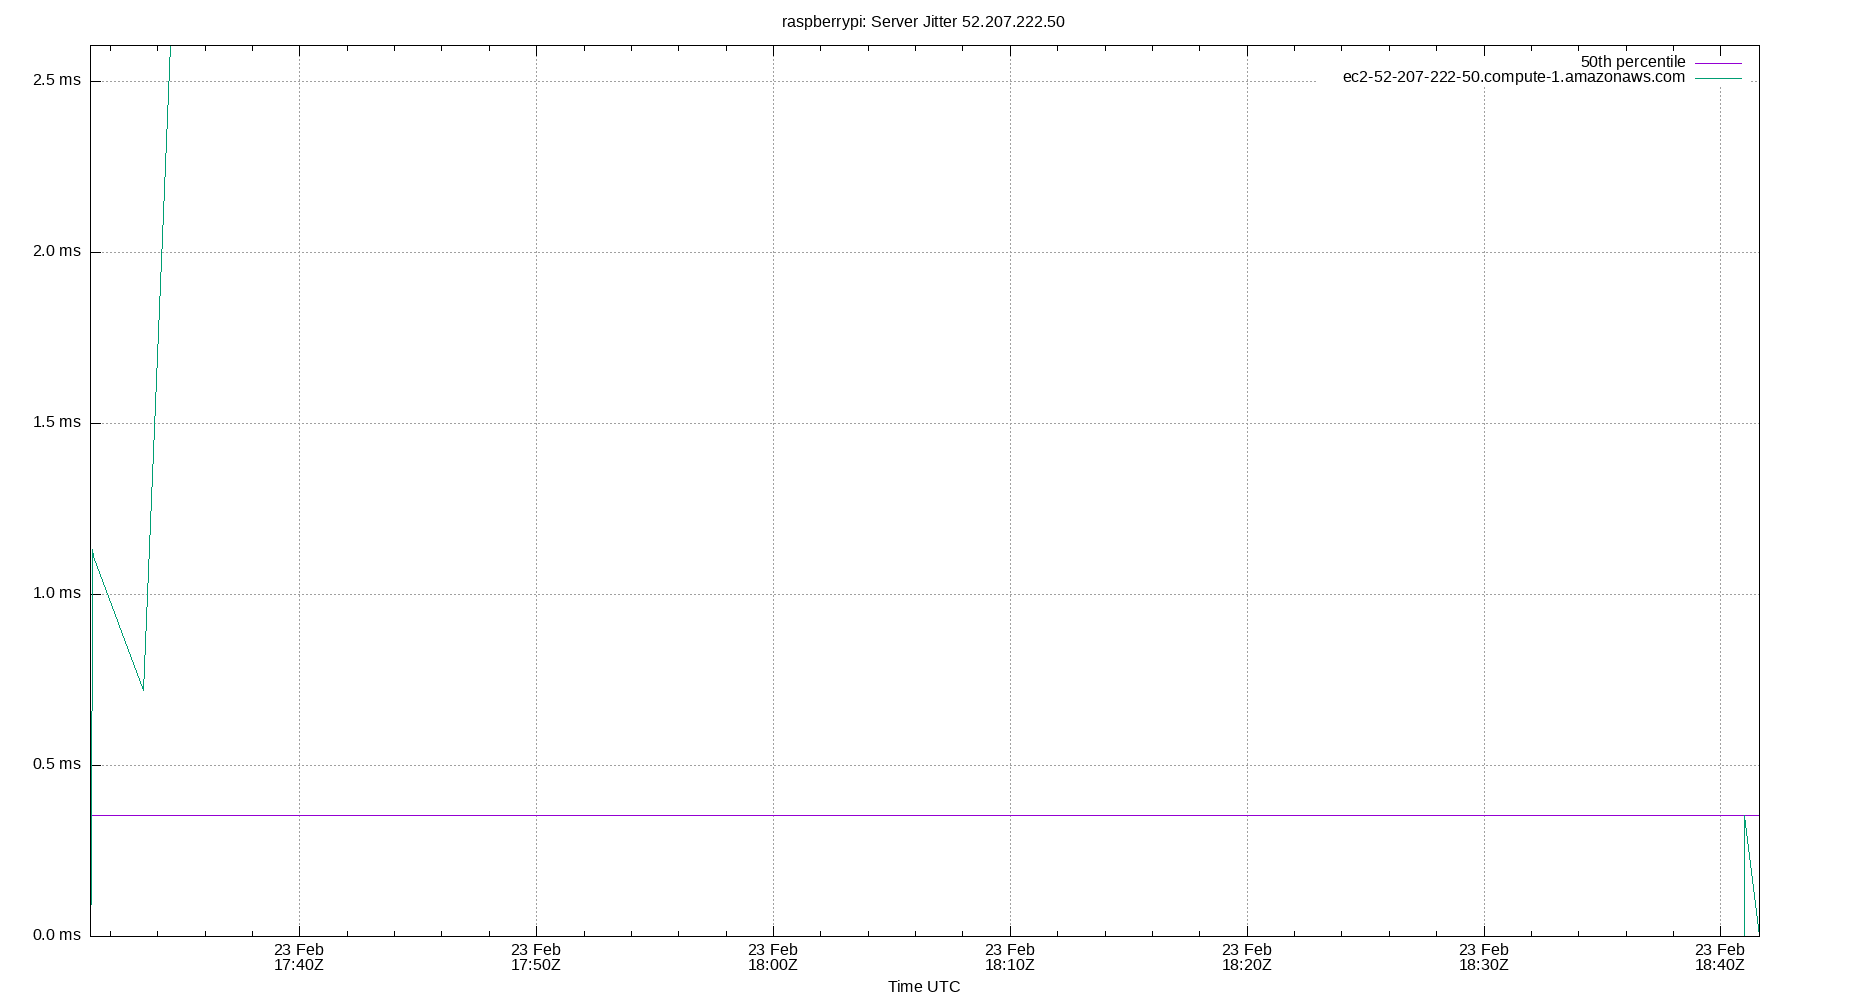 raspberrypi: Server Jitter 52.207.222.50
50th percentile
ec2-52-207-222-50.compute-1.amazonaws.com
2.5 ms
2.0 ms
1.5 ms
1.0 ms
0.5 ms
0.0 ms
23 Feb 23 Feb 23 Feb 23 Feb 23 Feb 23 Feb 23 Feb
17:40Z 17:50Z 18:00Z 18:10Z 18:20Z 18:30Z 18:40Z
Time UTC